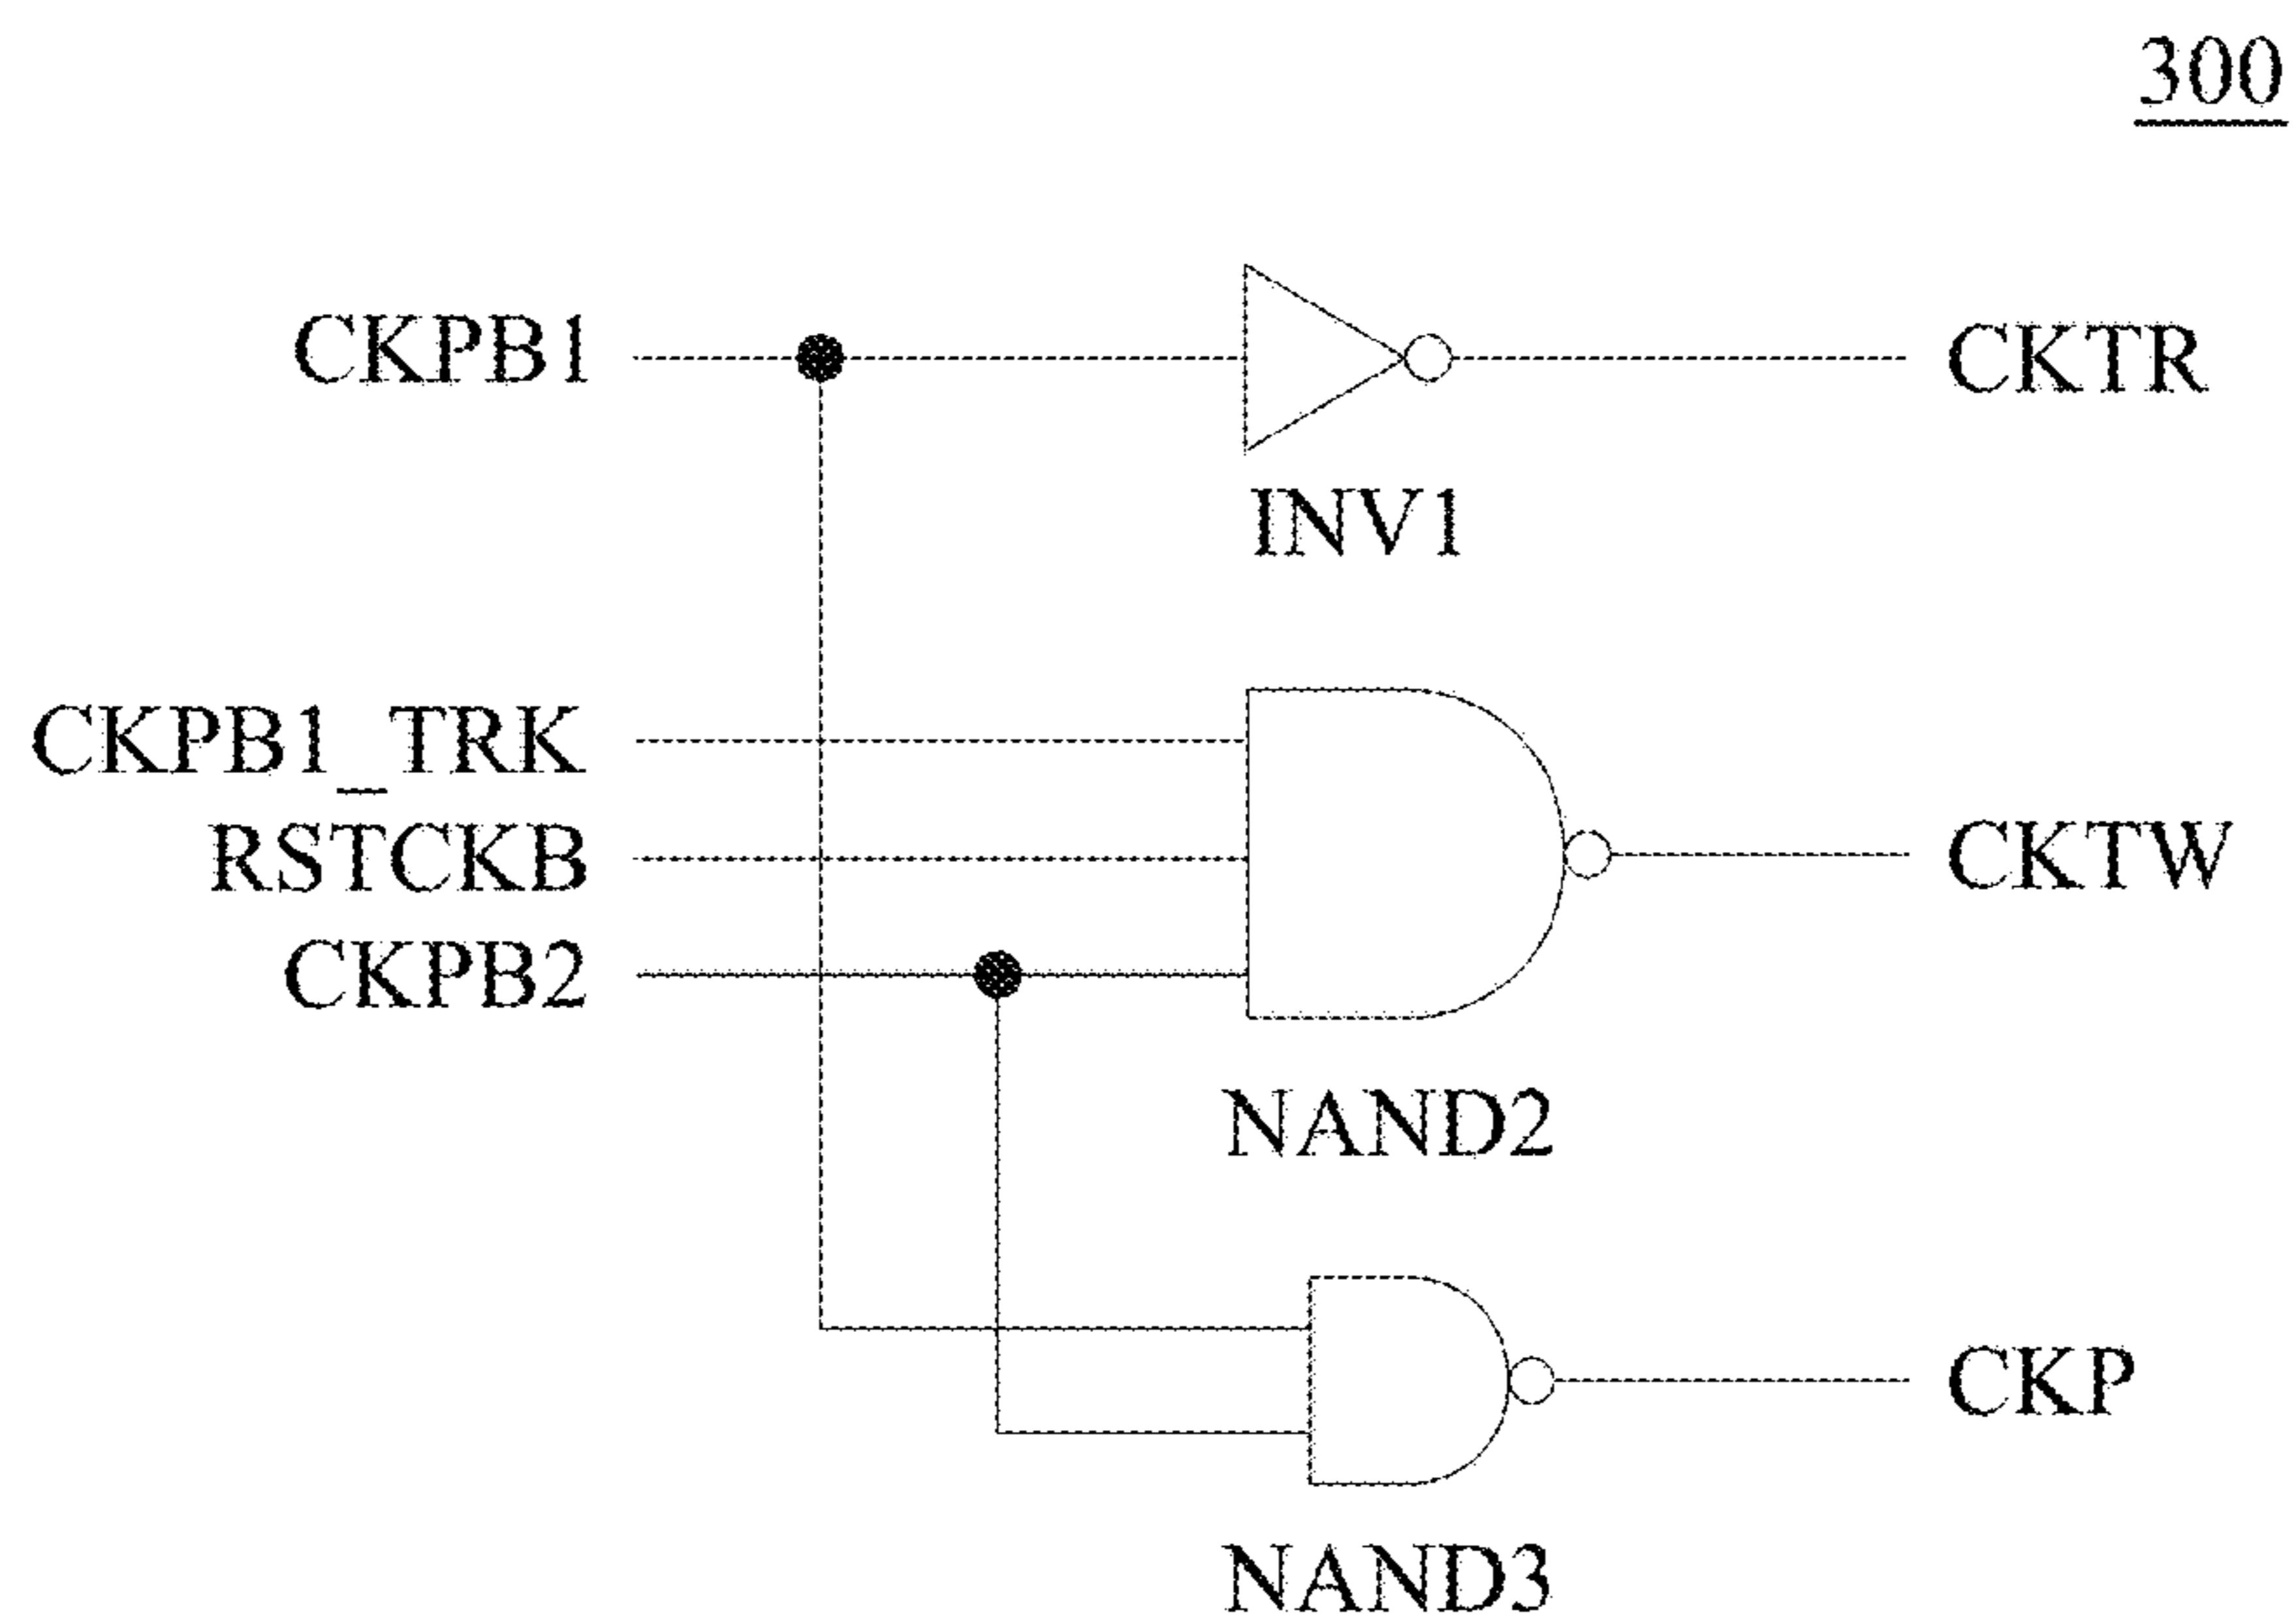 300
CKPB1
CKTR
INV1
CKPB1_TRK
RSTCKB
CKTW
CKPB2
NAND2
CKP
NAND3